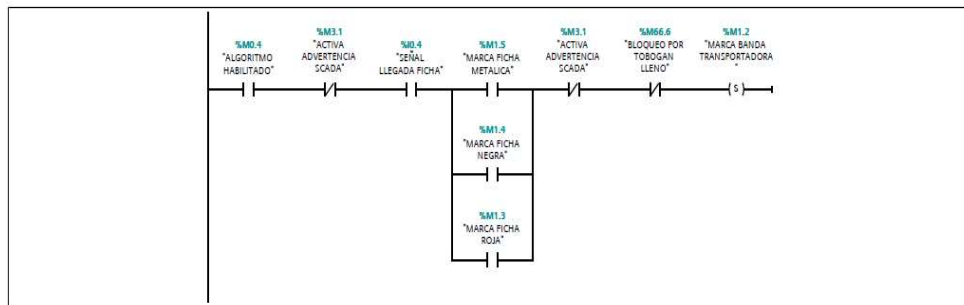 %M0.4
"ALGORITMO
HABILITADO"
%M3.1
"ACTIVA
ADVERTENCIA
SCADA"
%I0.4
"SEÑAL
LLEGADA FICHA"
%M1.5
"MARCA FICHA
METALICA"
%M3.1
"ACTIVA
ADVERTENCIA
SCADA"
%M66.6
"BLOQUEO POR
TOBOGAN
LLENO"
%M1.2
"MARCA BANDA
TRANSPORTADORA
"
S
%M1.4
"MARCA FICHA
NEGRA"
%M1.3
"MARCA FICHA
ROJA"